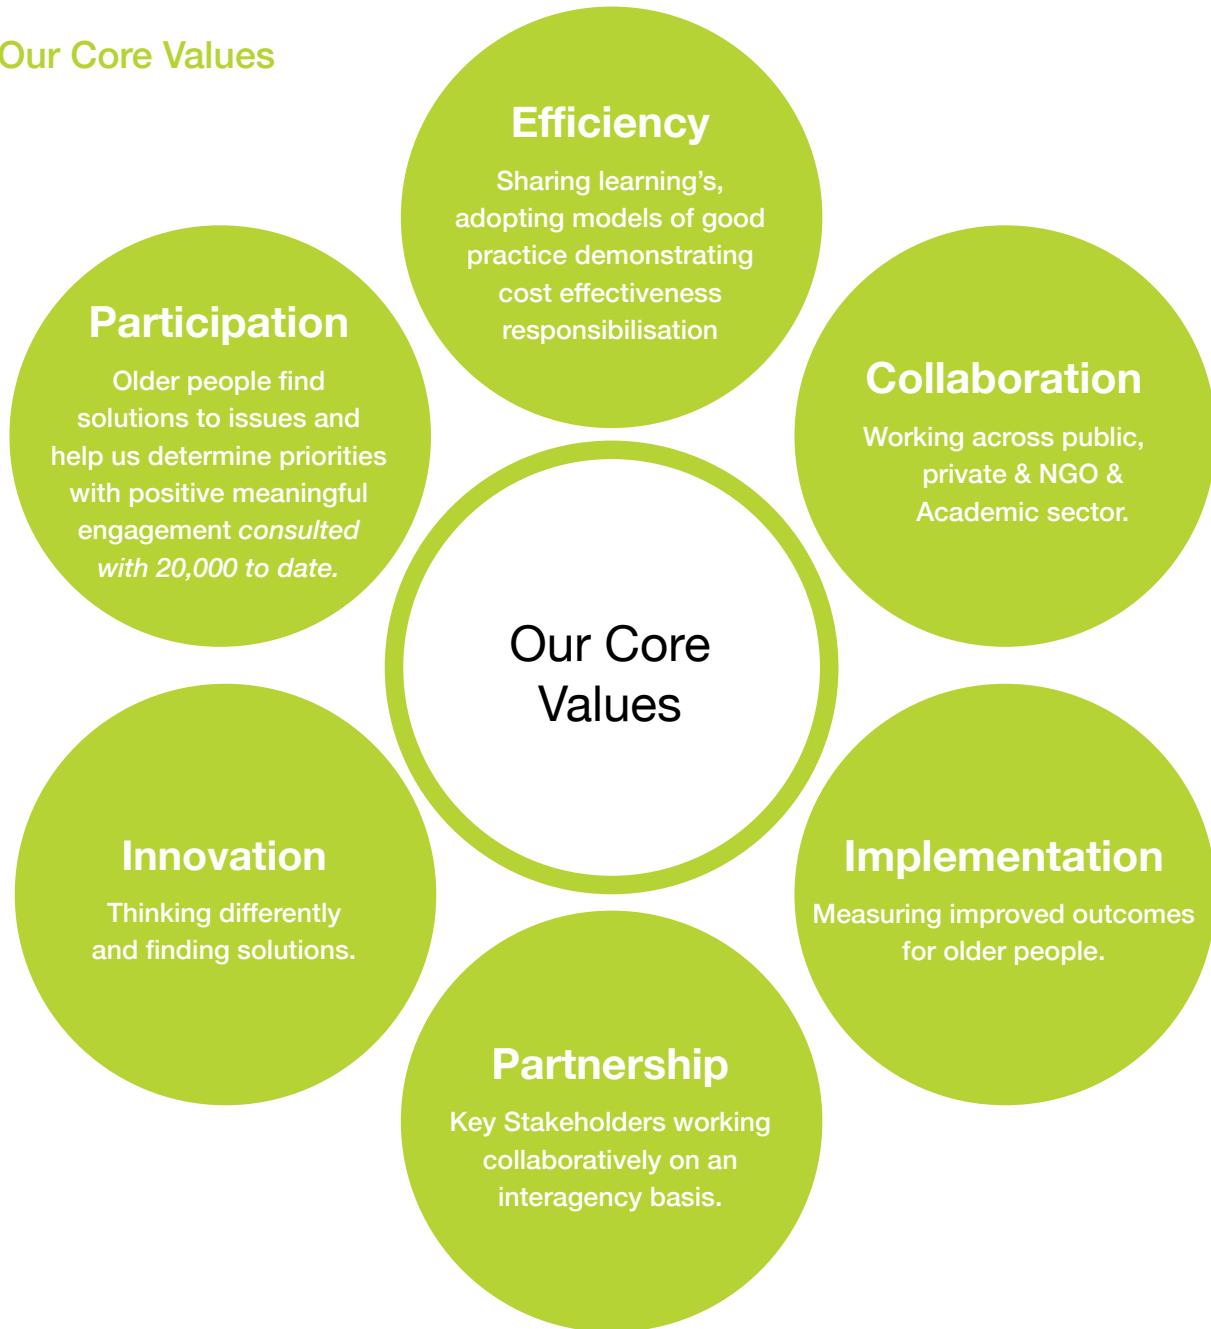 Our Core Values
Efficiency
Sharing learning’s,
adopting models of good
practice demonstrating
cost effectiveness
responsibilisation
Participation
Older people find
solutions to issues and
help us determine priorities
with positive meaningful
engagement consulted
with 20,000 to date.
Collaboration
Working across public,
private & NGO &
Academic sector.
Our Core
Values
Innovation
Thinking differently
and finding solutions.
Implementation
Measuring improved outcomes
for older people.
Partnership
Key Stakeholders working
collaboratively on an
interagency basis.